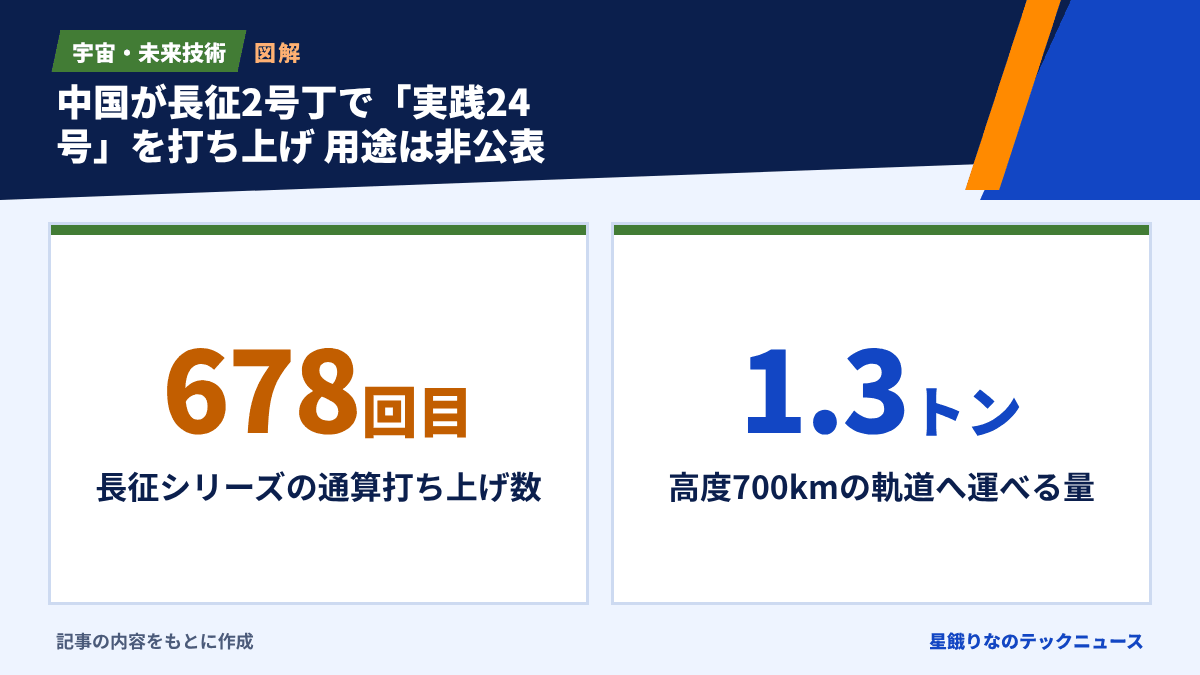 宇宙・未来技術 図解
中国が長征2号丁で「実践24
号」を打ち上げ 用途は非公表
678回目
長征シリーズの通算打ち上げ数
1.3トン
高度700kmの軌道へ運べる量
記事の内容をもとに作成
星餓りなのテックニュース